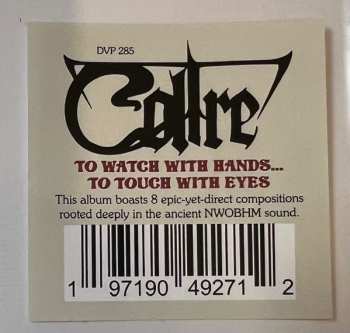 DVP 285
Coltre
TO WATCH WITH HANDS...
TO TOUCH WITH EYES
This album boasts 8 epic-yet-direct compositions
rooted deeply in the ancient NWOBHM sound.
1 97190 49271 2